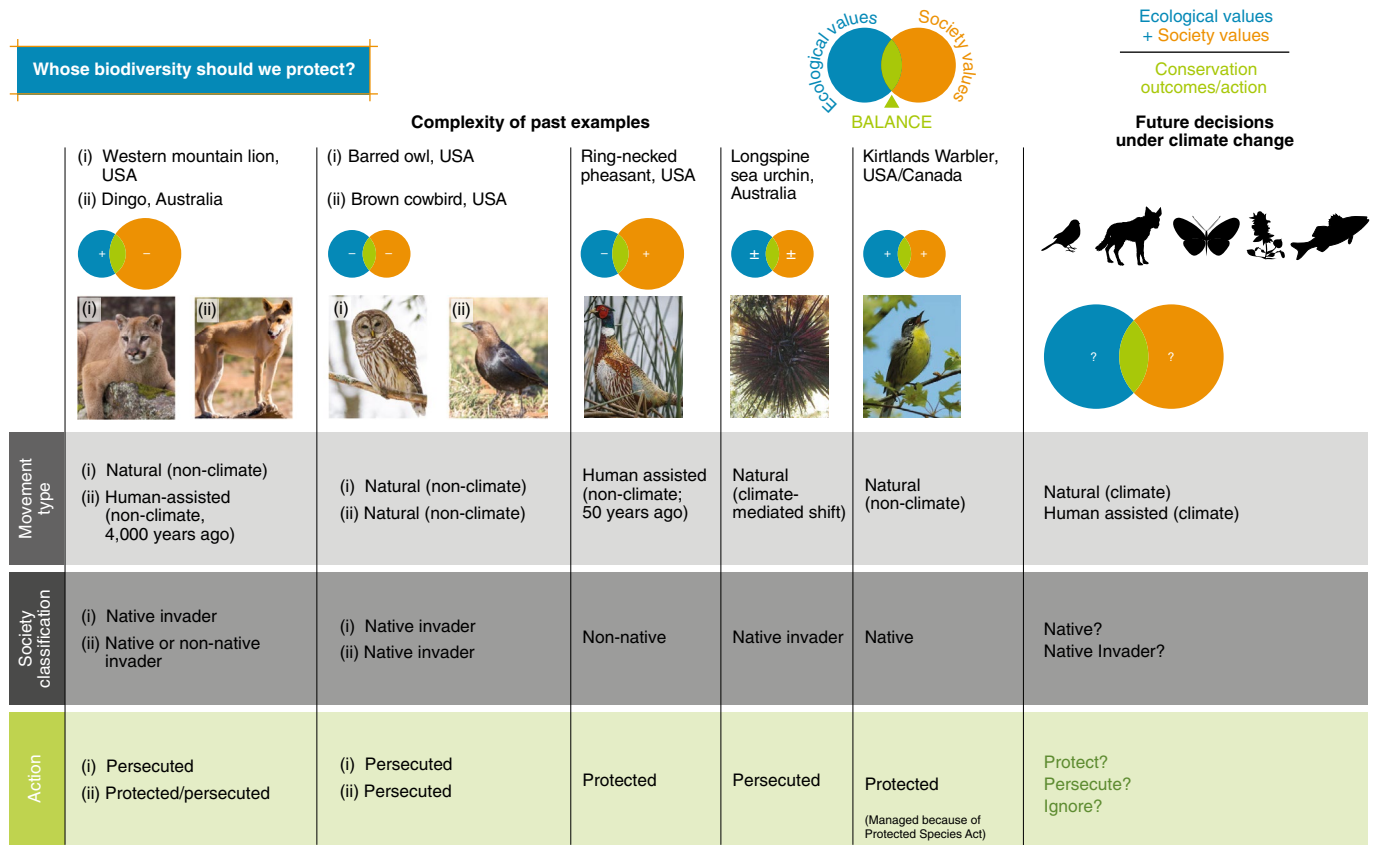 Whose biodiversity should we protect?
Ecological values
Society values
BALANCE
Ecological values
+ Society values
Conservation
outcomes/action
Complexity of past examples
Future decisions
under climate change
(i) Western mountain lion,
USA
(ii) Dingo, Australia
+ −
(i)
(ii)
(i) Barred owl, USA
(ii) Brown cowbird, USA
− −
(i)
(ii)
Ring-necked
pheasant, USA
− +
Longspine
sea urchin,
Australia
± ±
Kirtlands Warbler,
USA/Canada
+ +
? ?
Movement
type
(i) Natural (non-climate)
(ii) Human-assisted
(non-climate,
4,000 years ago)
(i) Natural (non-climate)
(ii) Natural (non-climate)
Human assisted
(non-climate;
50 years ago)
Natural
(climate-
mediated shift)
Natural
(non-climate)
Natural (climate)
Human assisted (climate)
Society
classification
(i) Native invader
(ii) Native or non-native
invader
(i) Native invader
(ii) Native invader
Non-native
Native invader
Native
Native?
Native Invader?
Action
(i) Persecuted
(ii) Protected/persecuted
(i) Persecuted
(ii) Persecuted
Protected
Persecuted
Protected
(Managed because of
Protected Species Act)
Protect?
Persecute?
Ignore?